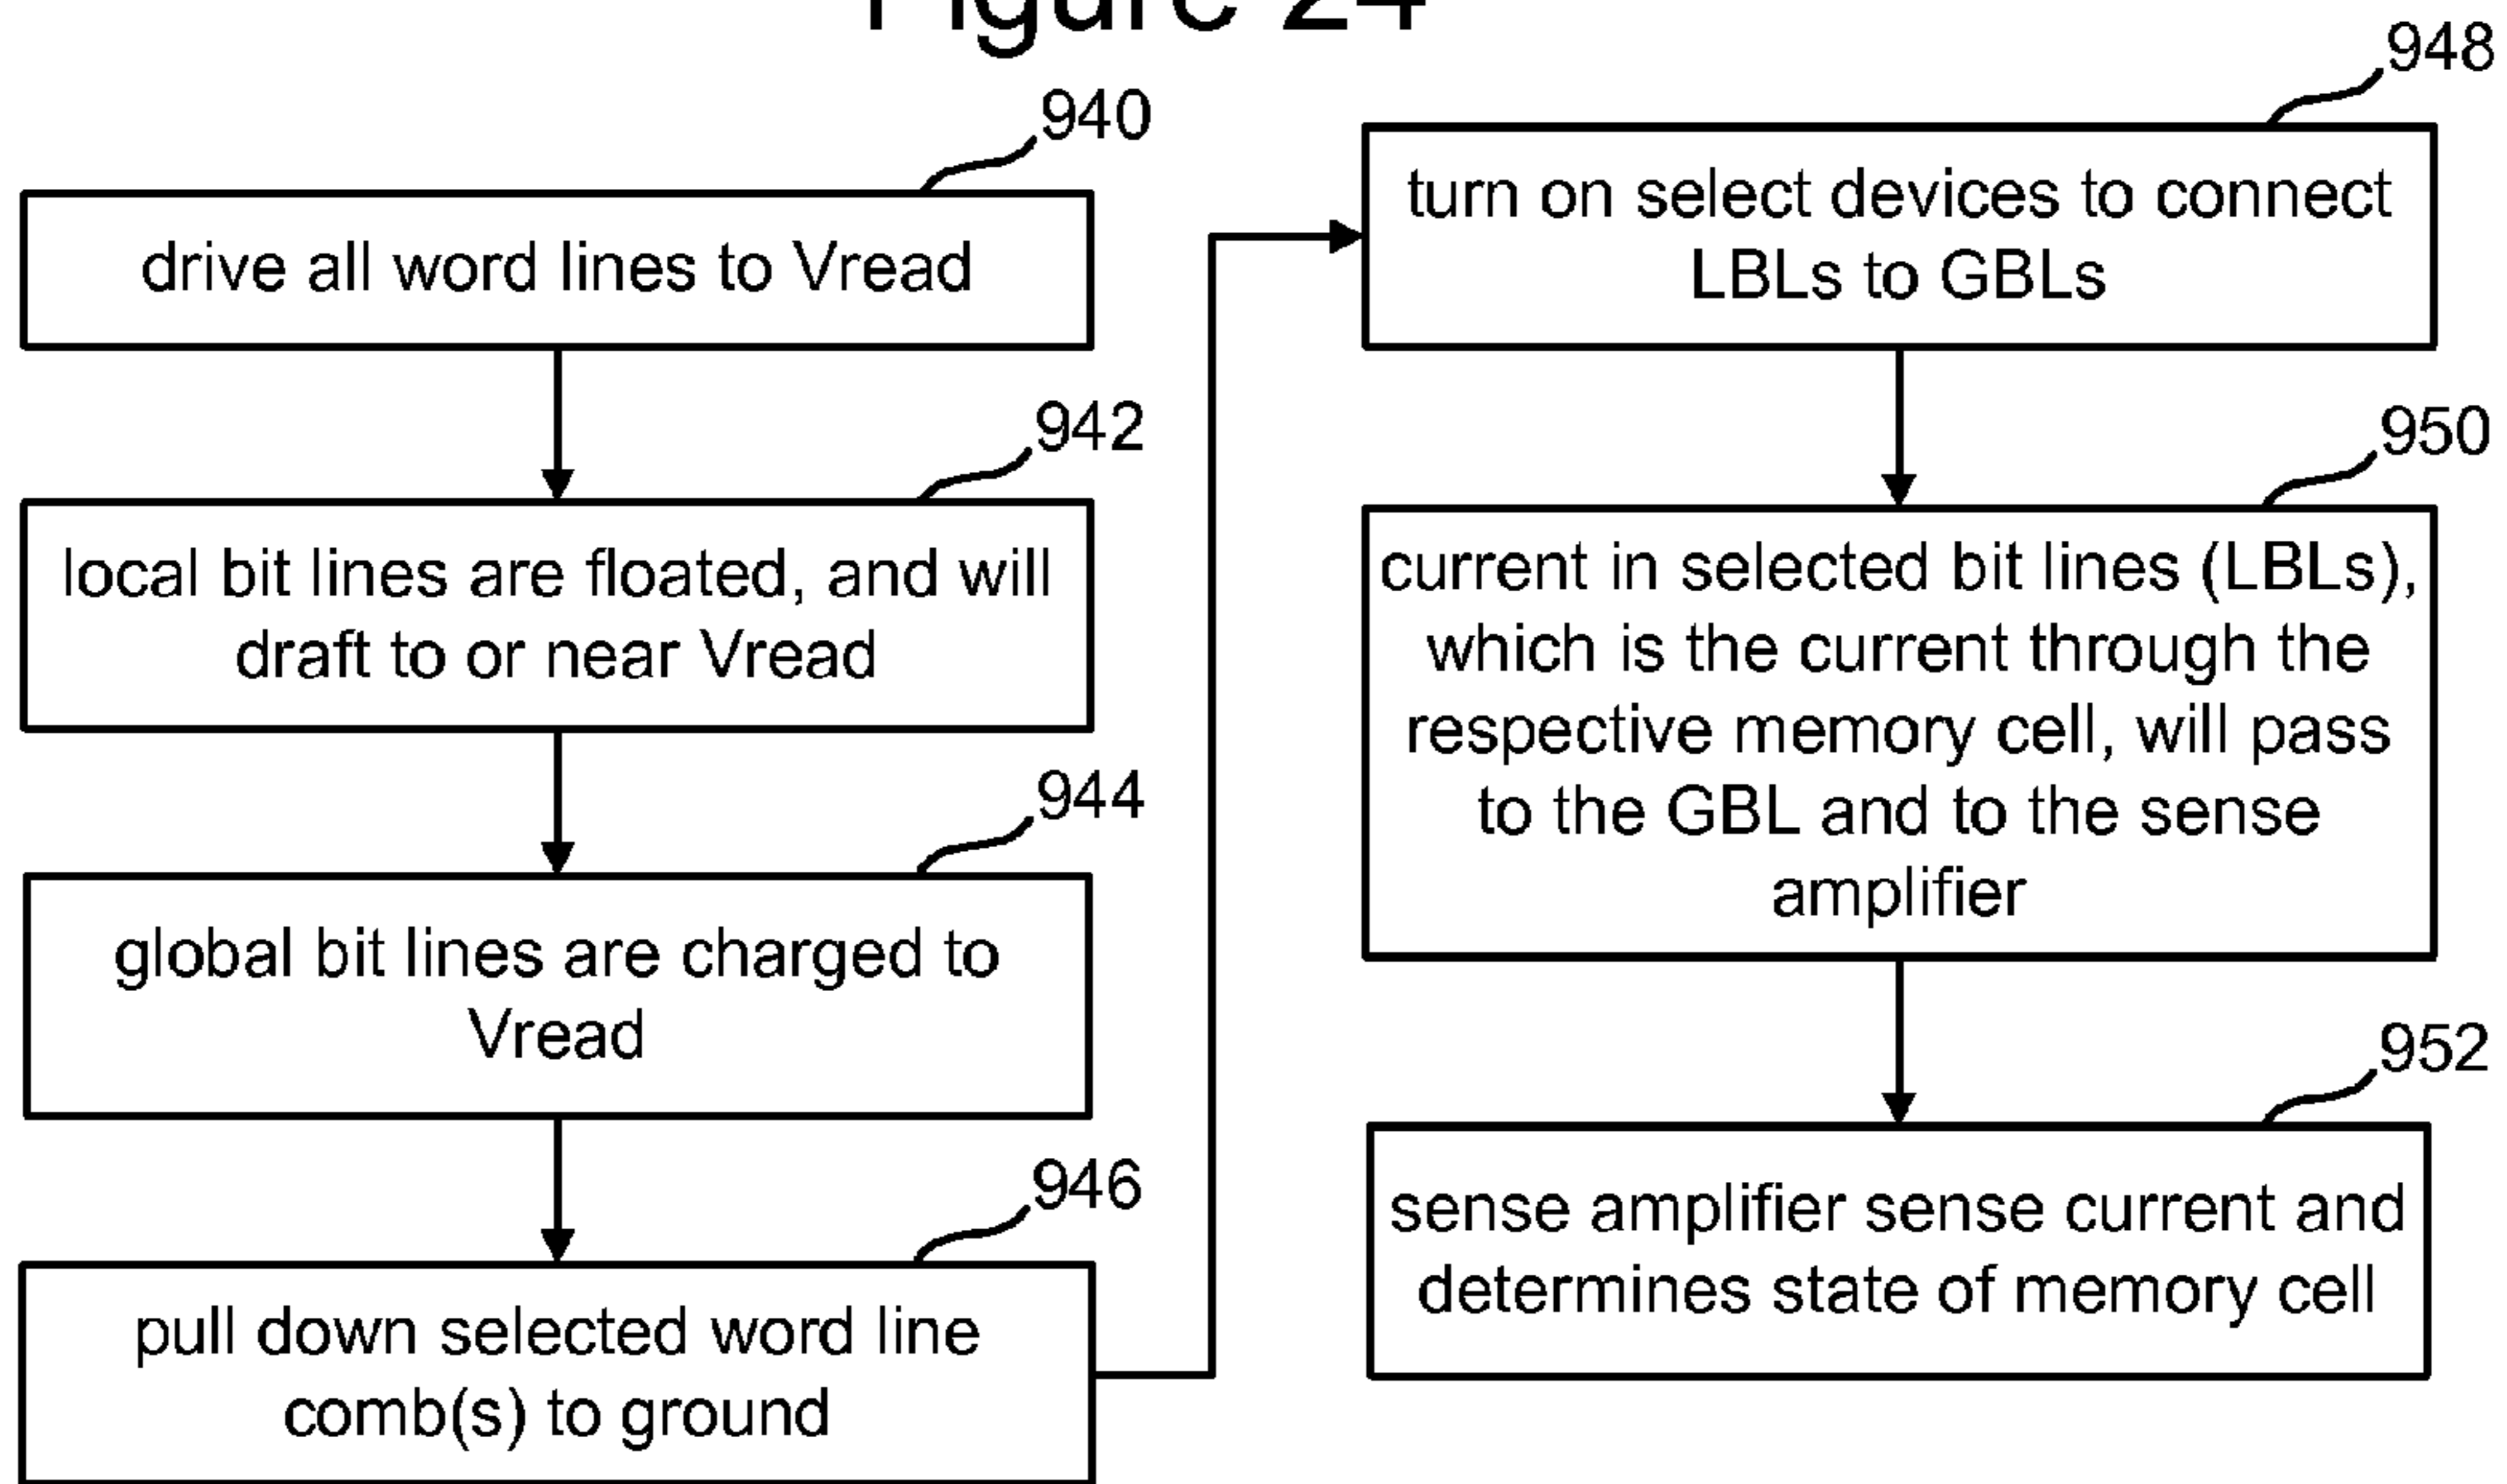 Figure 24
940
drive all word lines to Vread
942
local bit lines are floated, and will
draft to or near Vread
944
global bit lines are charged to
Vread
946
pull down selected word line
comb(s) to ground
948
turn on select devices to connect
LBLs to GBLs
950
current in selected bit lines (LBLs),
which is the current through the
respective memory cell, will pass
to the GBL and to the sense
amplifier
952
sense amplifier sense current and
determines state of memory cell